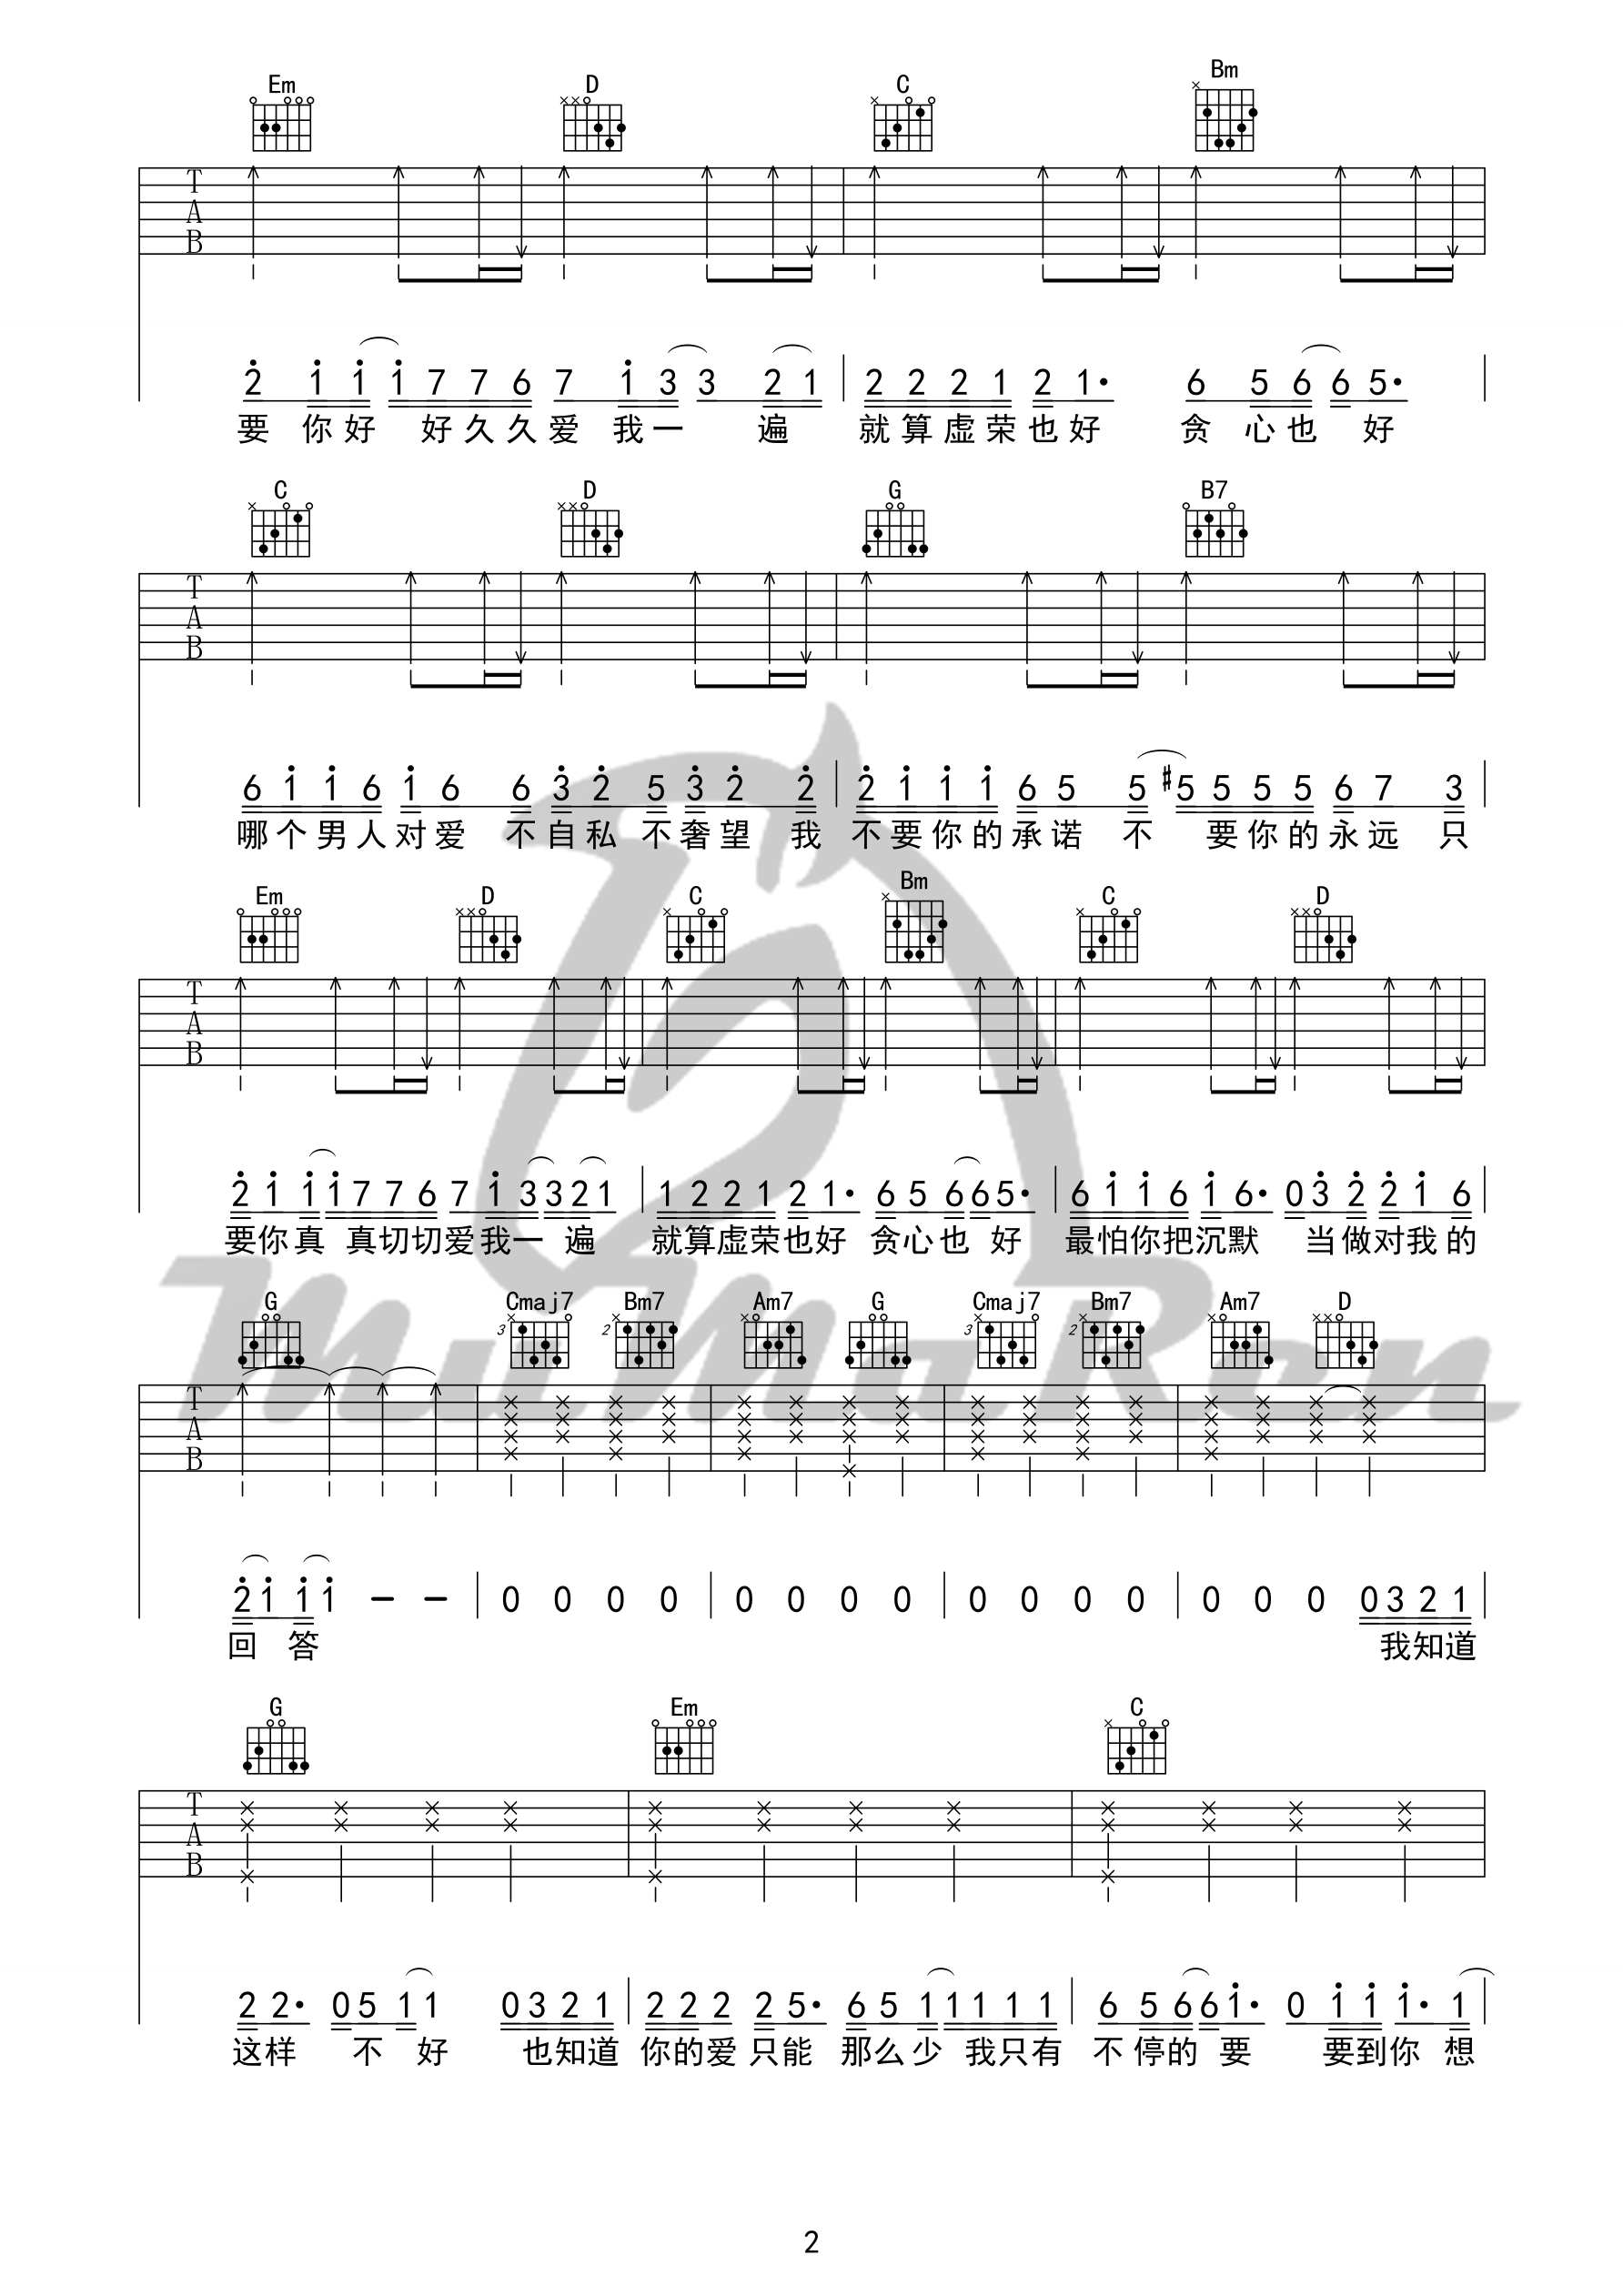 Em D C Bm
T
A
B
2 1 1 1 7 7 6 7 1 3 3 2 1 2 2 2 1 2 1· 6 5 6 6 5·
要 你 好 好 久 久 爱 我 一 遍 就 算 虚 荣 也 好 贪 心 也 好
C D G B7
T
A
B
6 1 1 6 1 6 6 3 2 5 3 2 2 2 1 1 1 6 5 5 #5 5 5 5 6 7 3
哪 个 男 人 对 爱 不 自 私 不 奢 望 我 不 要 你 的 承 诺 不 要 你 的 永 远 只
Em D C Bm C D
T
A
B
2 1 1 1 7 7 6 7 1 3 3 2 1 1 2 2 1 2 1· 6 5 6 6 5· 6 1 1 6 1 6· 0 3 2 2 1 6
要 你 真 真 切 切 爱 我 一 遍 就 算 虚 荣 也 好 贪 心 也 好 最 怕 你 把 沉 默 当 做 对 我 的
MuMaRen
G Cmaj7 Bm7 Am7 G Cmaj7 Bm7 Am7 D
3 2 3 2
T
A
B
2 1 1 1 - - 0 0 0 0 0 0 0 0 0 0 0 0 0 0 0 0 3 2 1
回 答 我 知 道
G Em C
T
A
B
2 2· 0 5 1 1 0 3 2 1 2 2 2 2 5· 6 5 1 1 1 1 1 6 5 6 6 1· 0 1 1 1· 1
这 样 不 好 也 知 道 你 的 爱 只 能 那 么 少 我 只 有 不 停 的 要 要 到 你 想
2